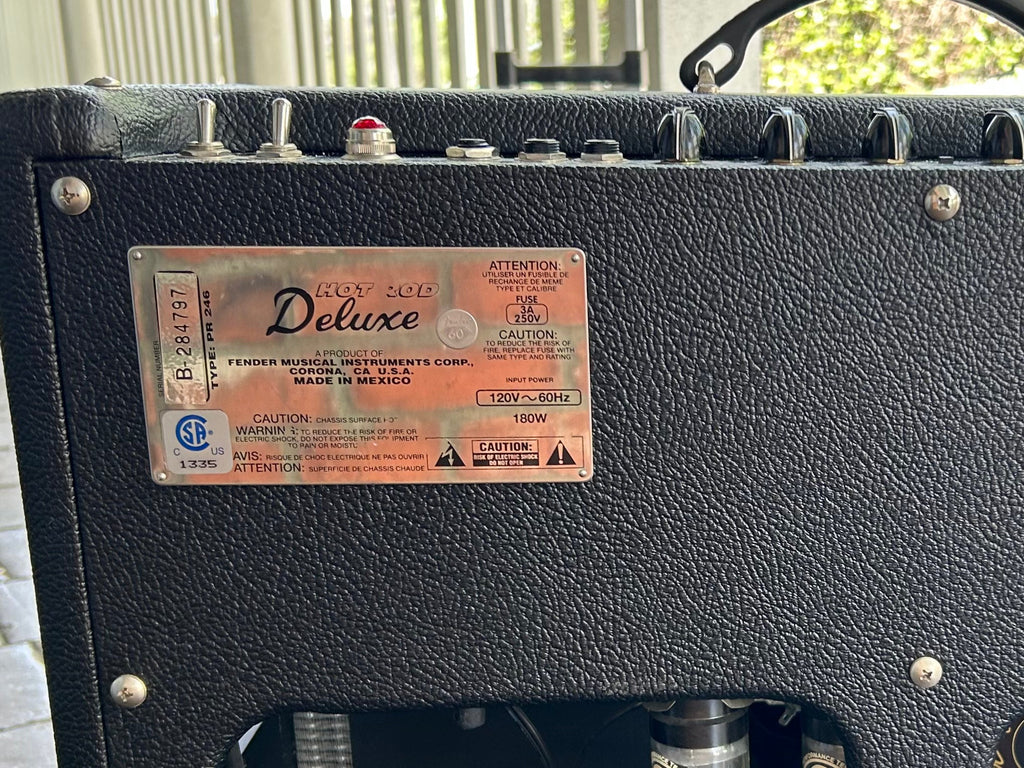 SERIAL NUMBER
B-284797
TYPE: PR 246
HOT ROD
Deluxe
60
A PRODUCT OF
FENDER MUSICAL INSTRUMENTS CORP.,
CORONA, CA U.S.A.
MADE IN MEXICO
ATTENTION:
UTILISER UN FUSIBLE DE
RECHANGE DE MEME
TYPE ET CALIBRE
FUSE
3A
250V
CAUTION:
TO REDUCE THE RISK OF
FIRE, REPLACE FUSE WITH
SAME TYPE AND RATING
INPUT POWER
120V~60Hz
180W
CSA®
C US
1335
CAUTION: CHASSIS SURFACE HOT
WARNING: TO REDUCE THE RISK OF FIRE OR
ELECTRIC SHOCK, DO NOT EXPOSE THIS EQUIPMENT
TO RAIN OR MOISTU
AVIS: RISQUE DE CHOC ELECTRIQUE NE PAS OUVRIR
ATTENTION: SUPERFICIE DE CHASSIS CHAUDE
CAUTION:
RISK OF ELECTRIC SHOCK
DO NOT OPEN